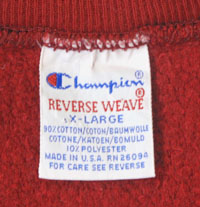 Champion®
REVERSE WEAVE®
X-LARGE
90% COTTON/COTON/BAUMWOLLE
COTONE/KATOEN/BOMULD
10% POLYESTER
MADE IN U.S.A. RN 26094
FOR CARE SEE REVERSE